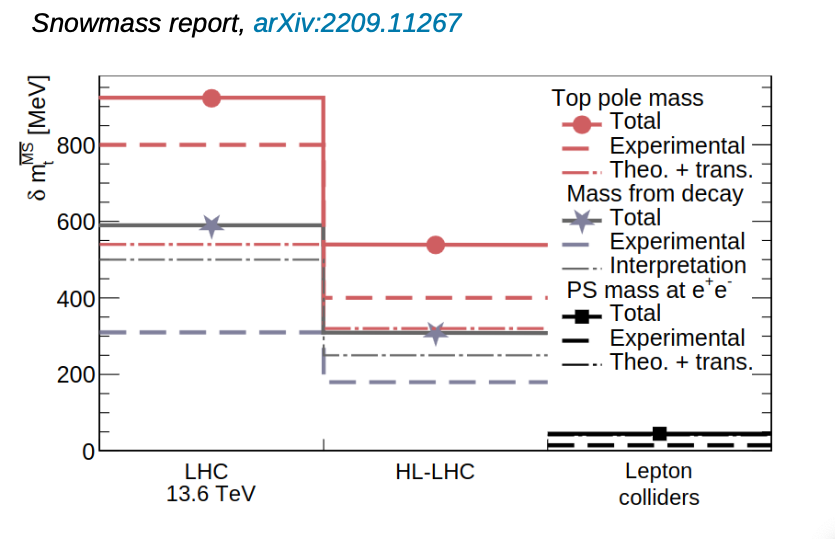 Snowmass report, arXiv:2209.11267
δ m_t^MS [MeV]
800
600
400
200
0
Top pole mass
Total
Experimental
Theo. + trans.
Mass from decay
Total
Experimental
Interpretation
PS mass at e⁺e⁻
Total
Experimental
Theo. + trans.
LHC
13.6 TeV
HL-LHC
Lepton
colliders